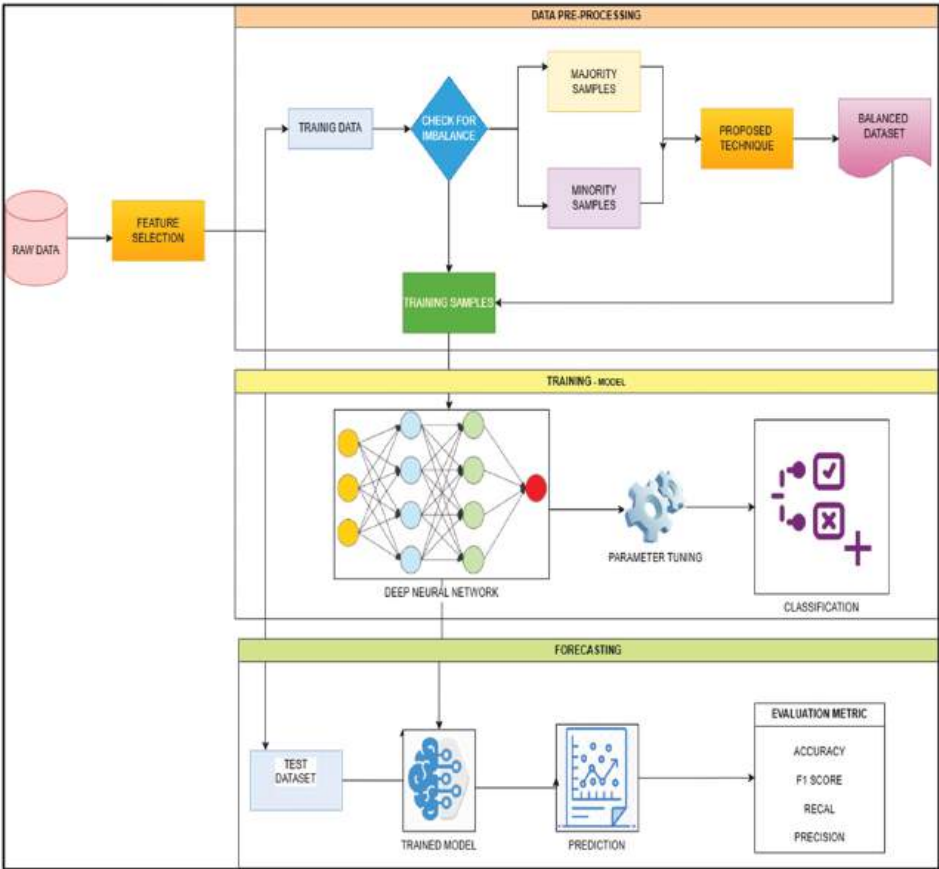 DATA PRE-PROCESSING
RAW DATA
FEATURE
SELECTION
TRAINIG DATA
CHECK FOR
IMBALANCE
MAJORITY
SAMPLES
MINORITY
SAMPLES
PROPOSED
TECHNIQUE
BALANCED
DATASET
TRAINING SAMPLES
TRAINING - MODEL
DEEP NEURAL NETWORK
PARAMETER TUNING
CLASSIFICATION
FORECASTING
TEST
DATASET
TRAINED MODEL
PREDICTION
EVALUATION METRIC
ACCURACY
F1 SCORE
RECAL
PRECISION